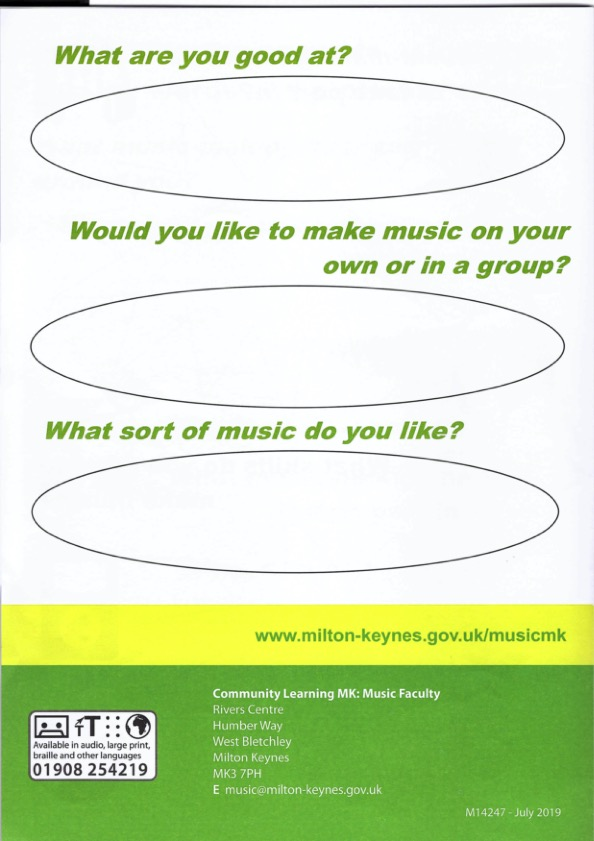 What are you good at?
Would you like to make music on your
own or in a group?
What sort of music do you like?
www.milton-keynes.gov.uk/musicmk
Community Learning MK: Music Faculty
Rivers Centre
Humber Way
West Bletchley
Milton Keynes
MK3 7PH
E music@milton-keynes.gov.uk
Available in audio, large print,
braille and other languages
01908 254219
M14247 - July 2019